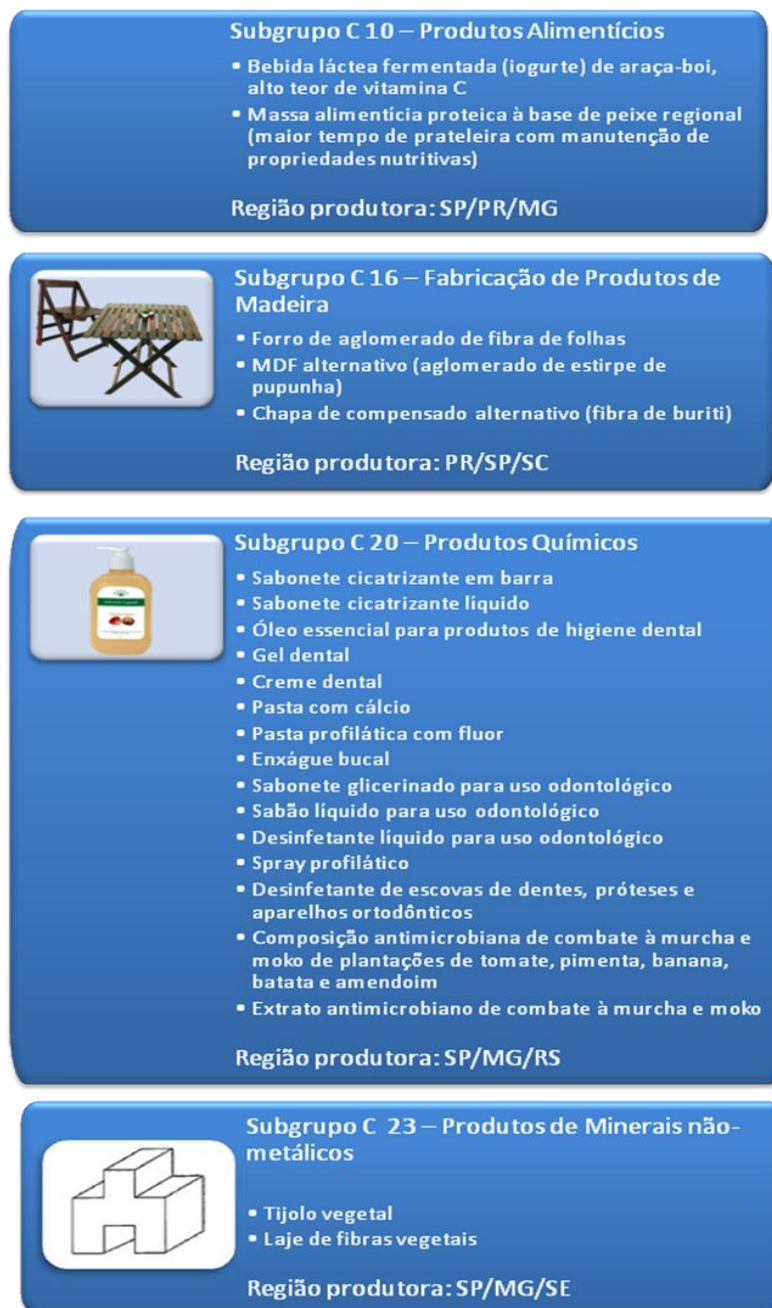 Subgrupo C 10 – Produtos Alimentícios
▪ Bebida láctea fermentada (iogurte) de araça-boi,
alto teor de vitamina C
▪ Massa alimentícia proteica à base de peixe regional
(maior tempo de prateleira com manutenção de
propriedades nutritivas)
Região produtora: SP/PR/MG
Subgrupo C 16 – Fabricação de Produtos de
Madeira
▪ Forro de aglomerado de fibra de folhas
▪ MDF alternativo (aglomerado de estirpe de
pupunha)
▪ Chapa de compensado alternativo (fibra de buriti)
Região produtora: PR/SP/SC
Subgrupo C 20 – Produtos Químicos
▪ Sabonete cicatrizante em barra
▪ Sabonete cicatrizante líquido
▪ Óleo essencial para produtos de higiene dental
▪ Gel dental
▪ Creme dental
▪ Pasta com cálcio
▪ Pasta profilática com fluor
▪ Enxágue bucal
▪ Sabonete glicerinado para uso odontológico
▪ Sabão líquido para uso odontológico
▪ Desinfetante líquido para uso odontológico
▪ Spray profilático
▪ Desinfetante de escovas de dentes, próteses e
aparelhos ortodônticos
▪ Composição antimicrobiana de combate à murcha e
moko de plantações de tomate, pimenta, banana,
batata e amendoim
▪ Extrato antimicrobiano de combate à murcha e moko
Região produtora: SP/MG/RS
Subgrupo C 23 – Produtos de Minerais não-
metálicos
▪ Tijolo vegetal
▪ Laje de fibras vegetais
Região produtora: SP/MG/SE